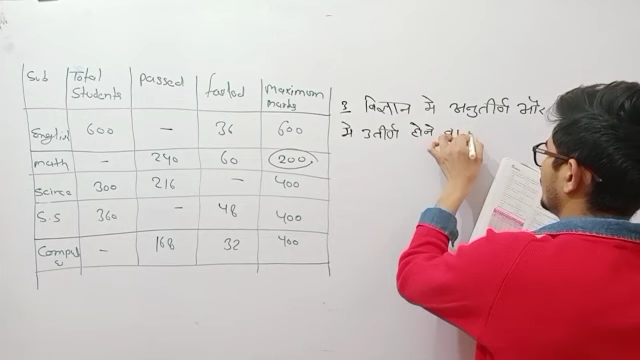 Sub Total Students Passed failed Maximum Marks
English 600 - 36 600
Math - 240 60 200
Science 300 216 - 400
S.S 360 - 48 400
- 168 32 400
3 विज्ञान मे अनुतीर्ण और
मे उतीर्ण होने